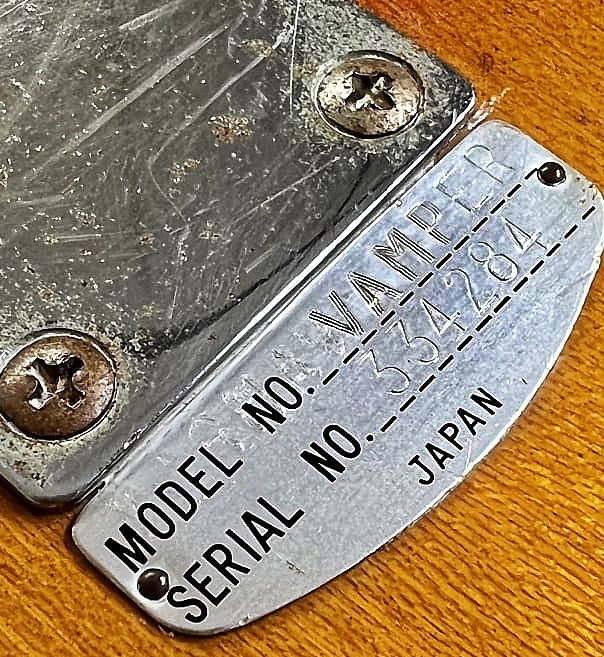 MODEL NO. VAMPER
SERIAL NO. 334284
JAPAN